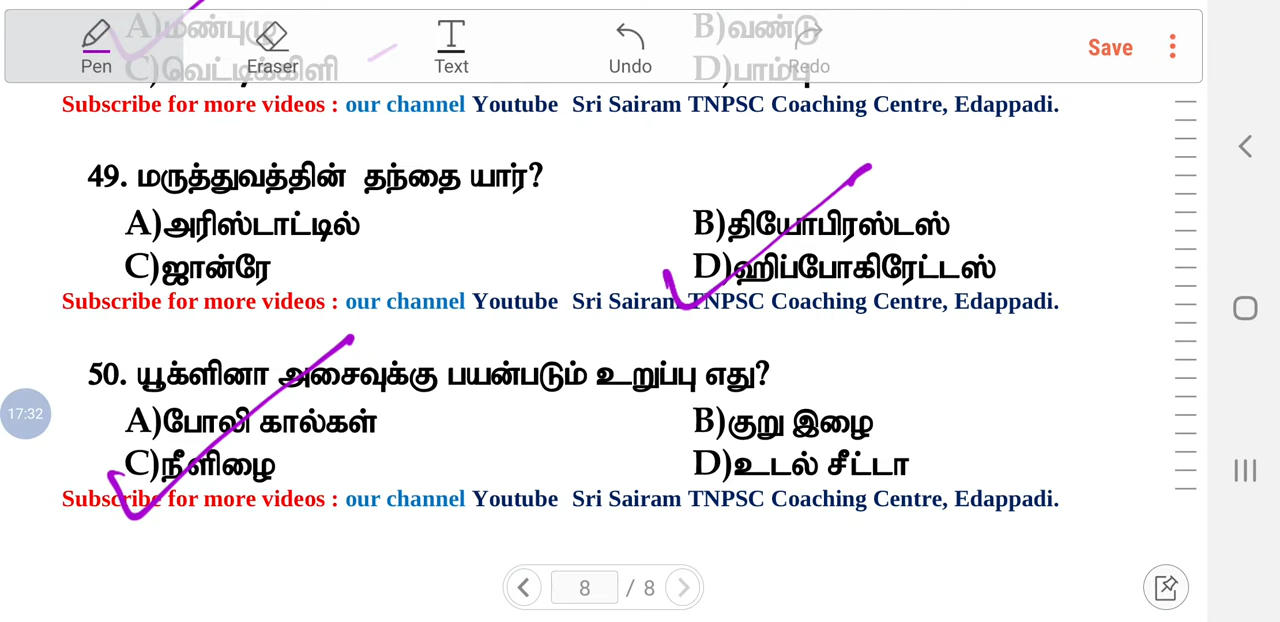 A)மண்புழு B)வண்டு
Pen Eraser Text Undo Redo Save
C)வெட்டிக்கிளி D)பாம்பு
Subscribe for more videos : our channel Youtube Sri Sairam TNPSC Coaching Centre, Edappadi.
49. மருத்துவத்தின் தந்தை யார்?
A)அரிஸ்டாட்டில் B)தியோபிரஸ்டஸ்
C)ஜான்ரே D)ஹிப்போகிரேட்டஸ்
Subscribe for more videos : our channel Youtube Sri Sairam TNPSC Coaching Centre, Edappadi.
50. யூக்ளினா அசைவுக்கு பயன்படும் உறுப்பு எது?
17:32
A)போலி கால்கள் B)குறு இழை
C)நீளிழை D)உடல் சீட்டா
Subscribe for more videos : our channel Youtube Sri Sairam TNPSC Coaching Centre, Edappadi.
8 / 8